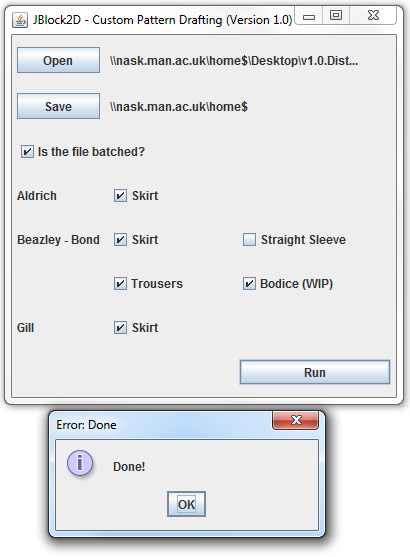 JBlock2D - Custom Pattern Drafting (Version 1.0)
Open \\nask.man.ac.uk\home$\Desktop\v1.0.Dist...
Save \\nask.man.ac.uk\home$
Is the file batched?
Aldrich Skirt
Beazley - Bond Skirt Straight Sleeve
Trousers Bodice (WIP)
Gill Skirt
Run
Error: Done
Done!
OK